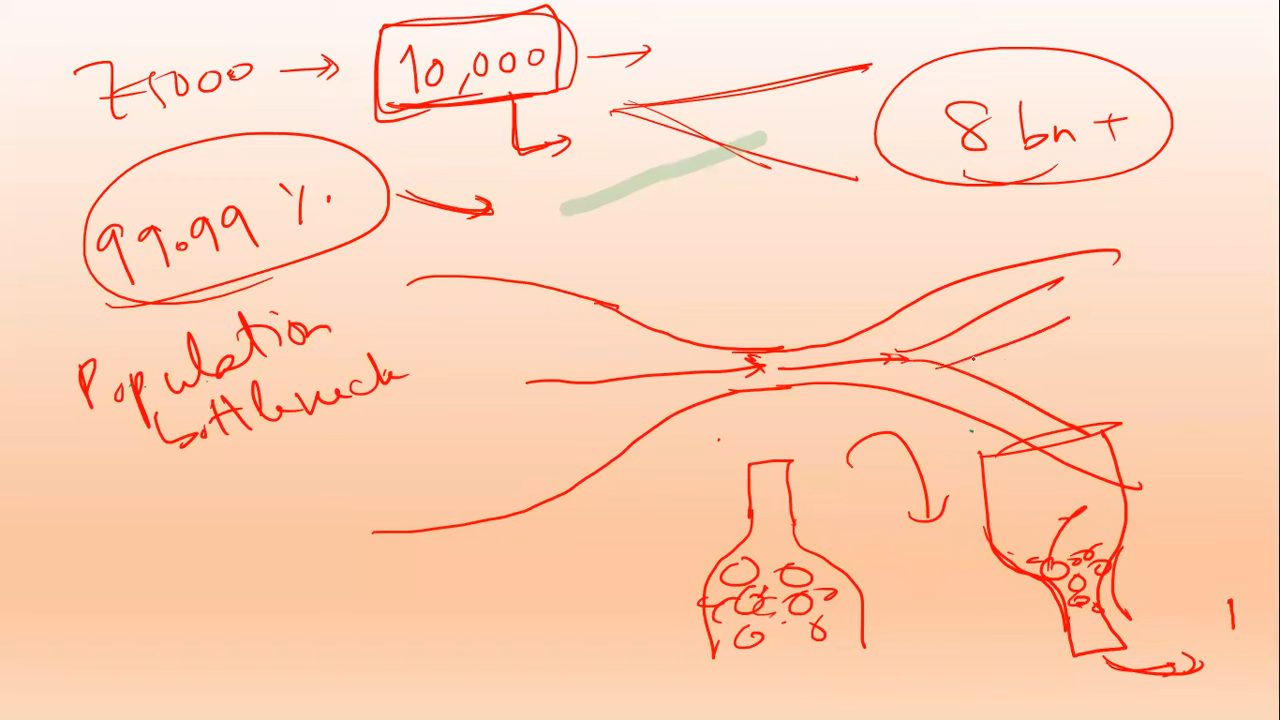 75000
10,000
8 bn +
99.99 %
Population
bottleneck